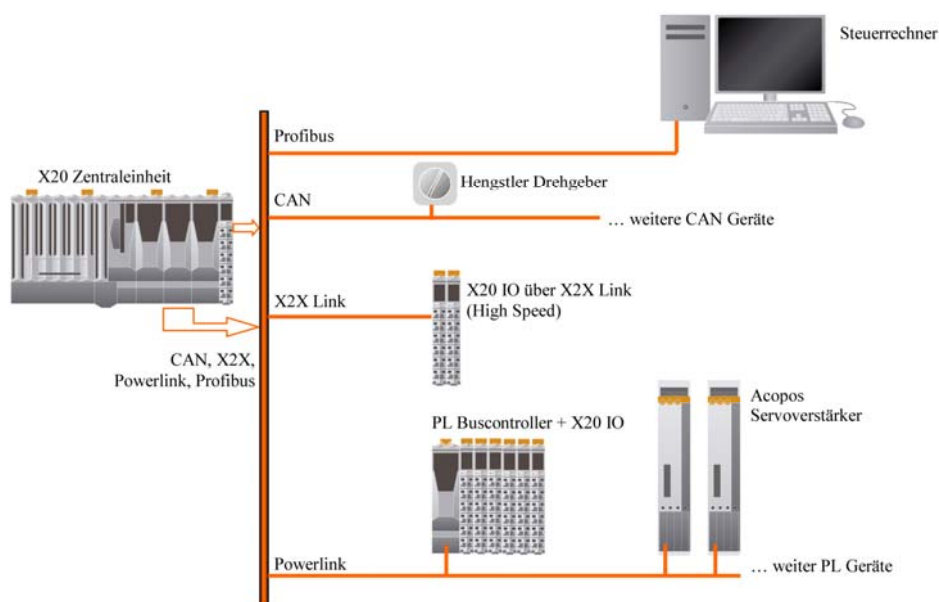 Steuerrechner
Profibus
X20 Zentraleinheit
Hengstler Drehgeber
CAN
... weitere CAN Geräte
X20 IO über X2X Link
(High Speed)
X2X Link
CAN, X2X,
Powerlink, Profibus
Acopos
Servoverstärker
PL Buscontroller + X20 IO
Powerlink
... weiter PL Geräte